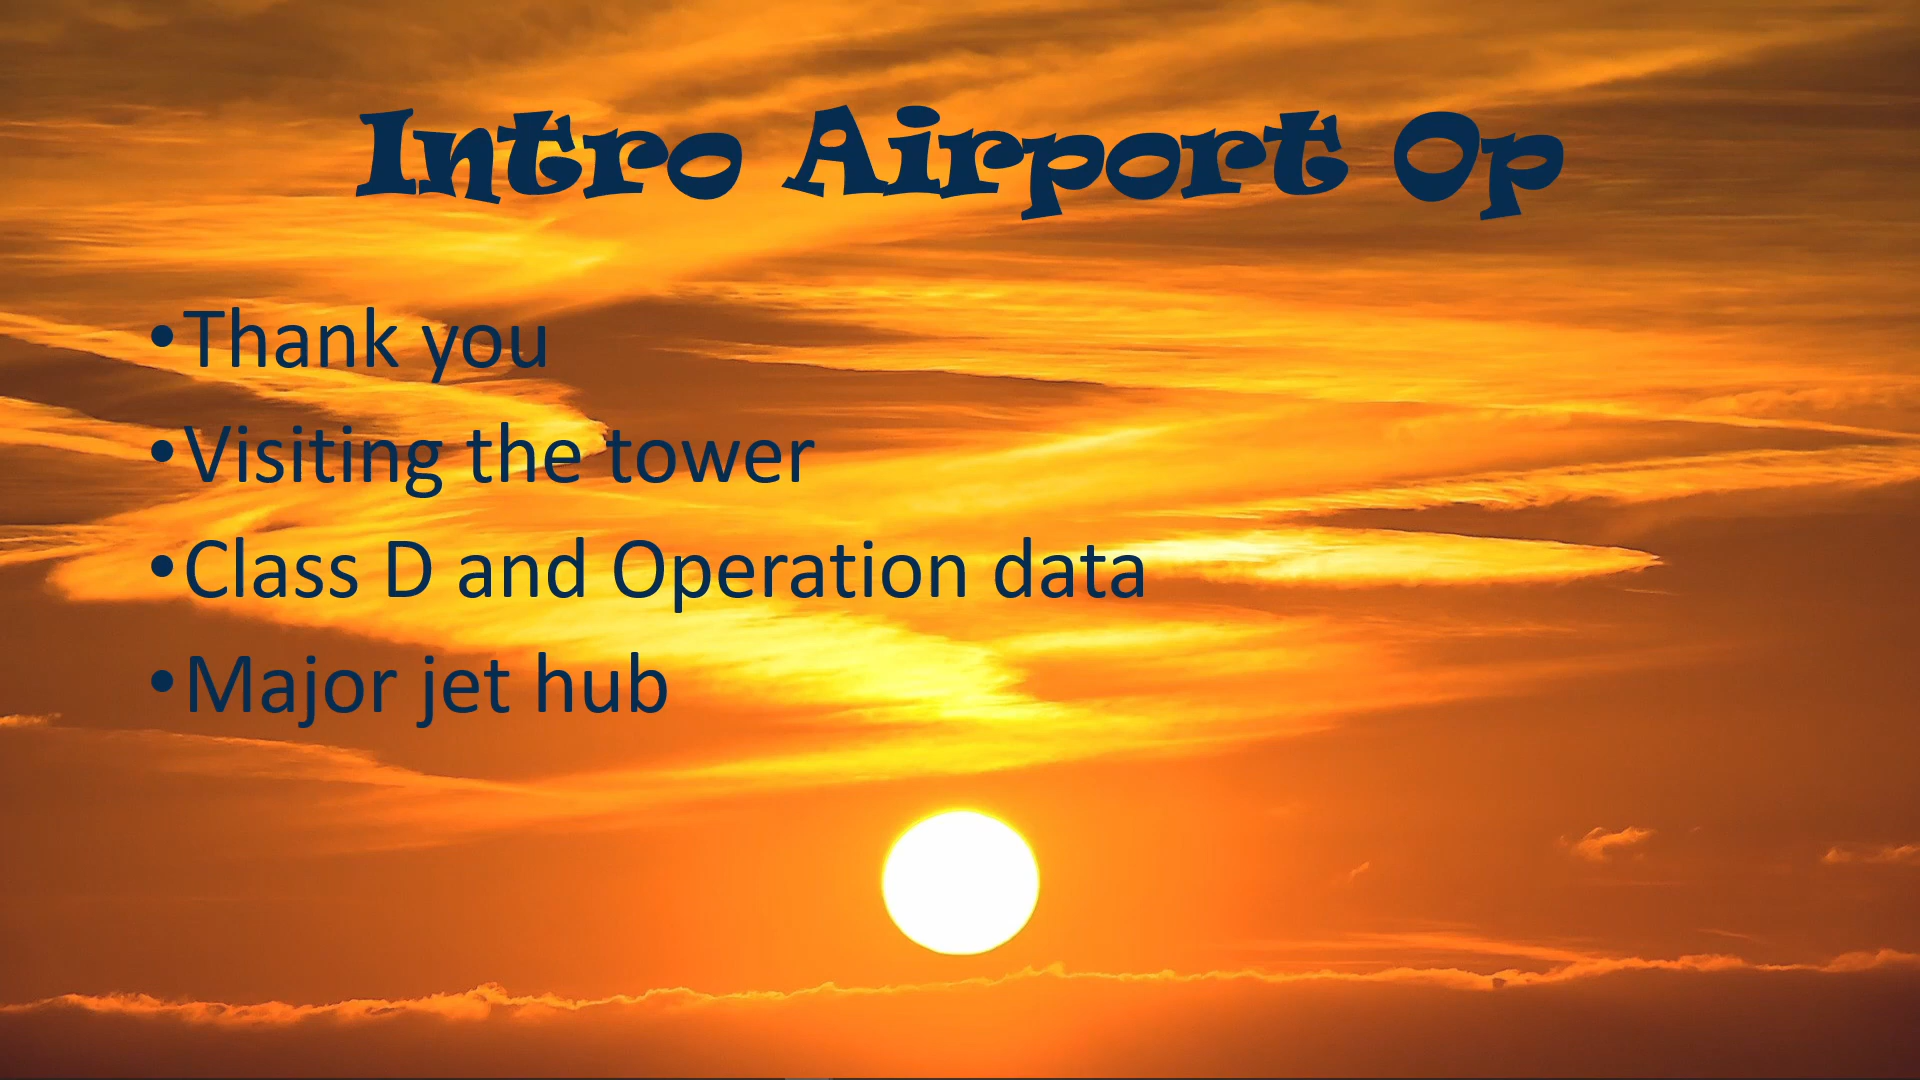 Intro Airport Op
•Thank you
•Visiting the tower
•Class D and Operation data
•Major jet hub